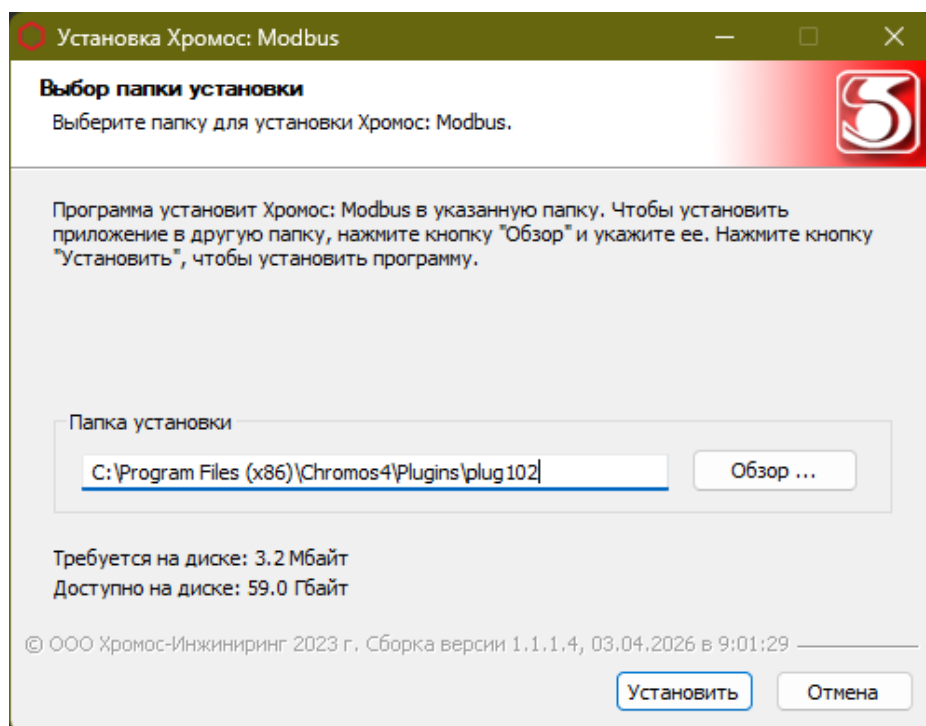 Установка Хромос: Modbus
Выбор папки установки
Выберите папку для установки Хромос: Modbus.
Программа установит Хромос: Modbus в указанную папку. Чтобы установить
приложение в другую папку, нажмите кнопку "Обзор" и укажите ее. Нажмите кнопку
"Установить", чтобы установить программу.
Папка установки
C:\Program Files (x86)\Chromos4\Plugins\plug102
Обзор ...
Требуется на диске: 3.2 Мбайт
Доступно на диске: 59.0 Гбайт
© ООО Хромос-Инжиниринг 2023 г. Сборка версии 1.1.1.4, 03.04.2026 в 9:01:29
Установить
Отмена